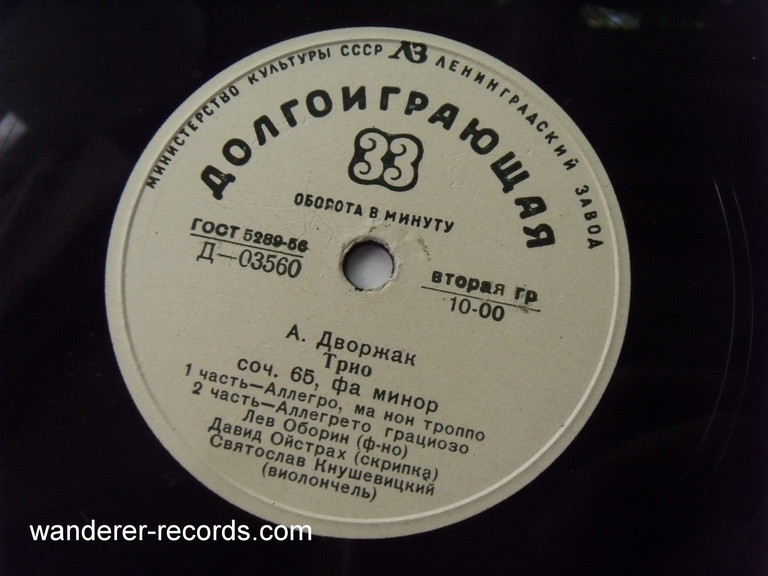 МИНИСТЕРСТВО КУЛЬТУРЫ СССР ЛЗ ЛЕНИНГРАДСКИЙ ЗАВОД
ДОЛГОИГРАЮЩАЯ
33
ОБОРОТА В МИНУТУ
ГОСТ 5289-56
Д—03560
вторая гр
10-00
А. Дворжак
Трио
соч. 65, фа минор
1 часть—Аллегро, ма нон троппо
2 часть—Аллегрето грациозо
Лев Оборин (ф-но)
Давид Ойстрах (скрипка)
Святослав Кнушевицкий
(виолончель)
wanderer-records.com